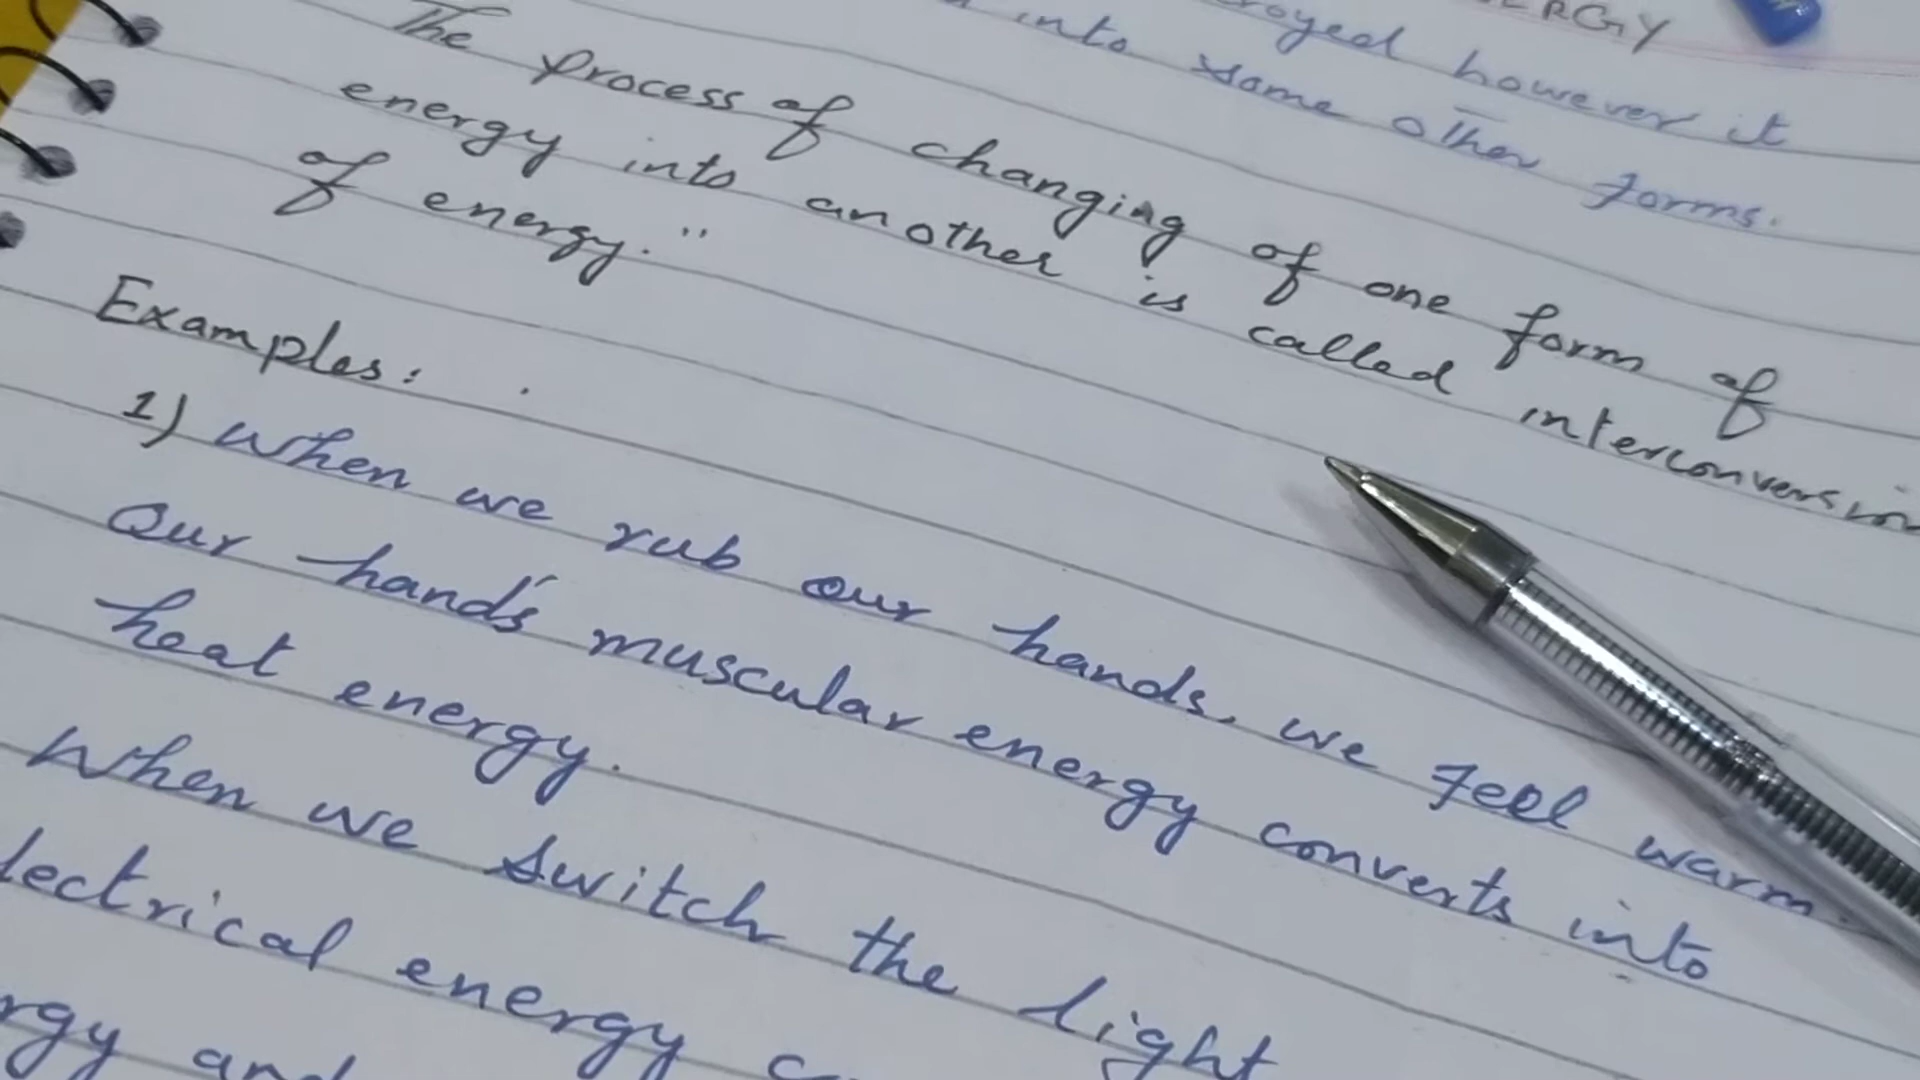 ERGY
royed however it
into some other forms.
The process of changing of one form of
energy into another is called interconversion
of energy."
Examples:
1) When we rub our hands, we feel warm.
Our hand's muscular energy converts into
heat energy.
When we switch the light
lectrical energy
rgy and